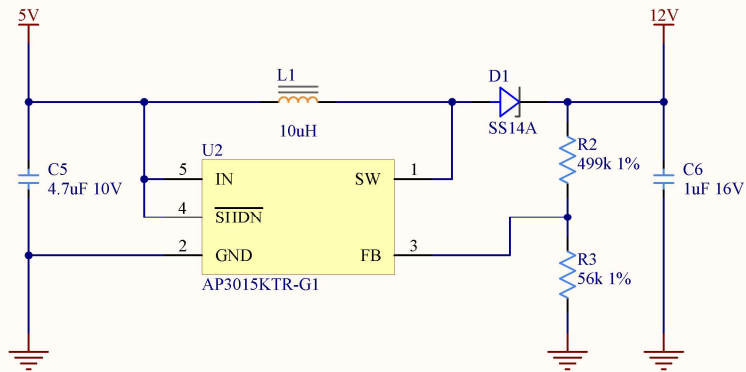 5V
12V
L1
10uH
D1
SS14A
U2
C5
4.7uF 10V
5
IN
SW
1
4
SHDN
2
GND
FB
3
AP3015KTR-G1
R2
499k 1%
C6
1uF 16V
R3
56k 1%